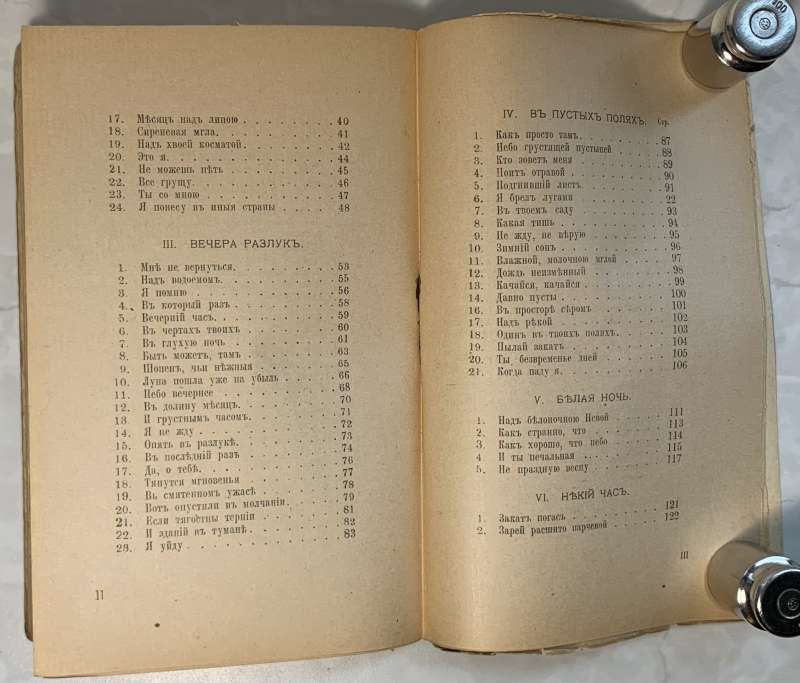 17. Мѣсяцъ надъ липою . . . . . . . . 40
18. Сиреневая мгла. . . . . . . . . . 41
19. Надъ хвоей косматой . . . . . . . 42
20. Это я. . . . . . . . . . . . . . 44
21. Не можешь пѣть . . . . . . . . . 45
22. Все грущу. . . . . . . . . . . . 46
23. Ты со мною . . . . . . . . . . . 47
24. Я понесу въ иныя страны . . . . . 48
III. ВЕЧЕРА РАЗЛУКЪ.
1. Мнѣ не вернуться. . . . . . . . . 53
2. Надъ водоемомъ. . . . . . . . . . 55
3. Я помню . . . . . . . . . . . . . 56
4. Въ который разъ . . . . . . . . . 58
5. Вечерній часъ. . . . . . . . . . 59
6. Въ чертахъ твоихъ . . . . . . . . 60
7. Въ глухую ночь . . . . . . . . . 61
8. Быть можетъ, тамъ . . . . . . . . 63
9. Шопенъ, чьи нѣжныя . . . . . . . 65
10. Луна пошла уже на убыль . . . . . 66
11. Небо вечернее . . . . . . . . . . 68
12. Въ долину мѣсяцъ. . . . . . . . . 70
13. И грустнымъ часомъ. . . . . . . . 71
14. Я не жду . . . . . . . . . . . . 72
15. Опять въ разлукѣ. . . . . . . . . 73
16. Въ послѣдній разъ . . . . . . . . 74
17. Да, о тебѣ. . . . . . . . . . . . 76
18. Тянутся мгновенья . . . . . . . . 77
19. Въ смятенномъ ужасѣ . . . . . . . 78
20. Вотъ опустили въ молчаніи. . . . . 79
21. Если тягостны терніи . . . . . . 81
22. И зданій въ туманѣ. . . . . . . . 82
23. Я уйду . . . . . . . . . . . . . 83
II
IV. ВЪ ПУСТЫХЪ ПОЛЯХЪ.
Стр.
1. Какъ просто тамъ. . . . . . . . . 87
2. Небо грустящей пустыней . . . . . 88
3. Кто зоветъ меня . . . . . . . . . 89
4. Поитъ отравой . . . . . . . . . . 90
5. Подгнившій листъ . . . . . . . . 91
6. Я брелъ лугами . . . . . . . . . 22
7. Въ твоемъ саду . . . . . . . . . 93
8. Какая тишь . . . . . . . . . . . 94
9. Не жду, не вѣрую . . . . . . . . 95
10. Зимній сонъ . . . . . . . . . . . 96
11. Влажной, молочною мглой . . . . . 97
12. Дождь неизмѣнный . . . . . . . . 98
13. Качайся, качайся . . . . . . . . 99
14. Давно пусты . . . . . . . . . . . 100
16. Въ просторѣ сѣромъ . . . . . . . 101
17. Надъ рѣкой . . . . . . . . . . . 102
18. Одинъ въ твоихъ поляхъ. . . . . . 103
19. Пылай закатъ . . . . . . . . . . 104
20. Ты, безвременье дней . . . . . . 105
21. Когда паду я. . . . . . . . . . . 106
V. БѢЛАЯ НОЧЬ.
1. Надъ бѣлоночною Невой . . . . . . 111
2. Какъ странно, что . . . . . . . . 113
3. Какъ хорошо, что небо . . . . . . 114
4. И ты печальная . . . . . . . . . 115
5. Не праздную весну . . . . . . . . 117
VI. НѢКІЙ ЧАСЪ.
1. Закатъ погасъ . . . . . . . . . . 121
2. Зарей расшито парчевой . . . . . . 122
III